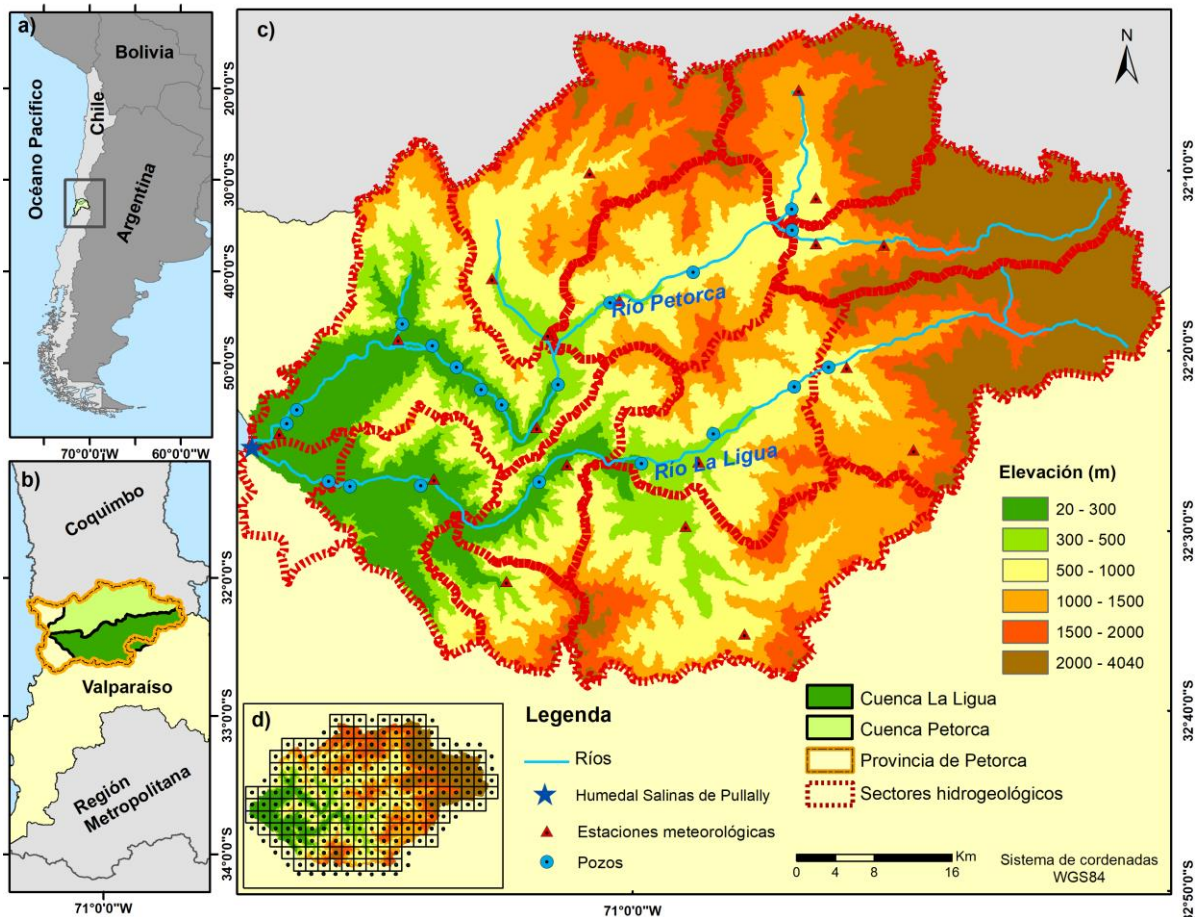 a)
Bolivia
Océano Pacífico
Chile
Argentina
20°0'0"S
30°0'0"S
40°0'0"S
50°0'0"S
70°0'0"W
60°0'0"W
b)
Coquimbo
Valparaíso
Región
Metropolitana
32°0'0"S
33°0'0"S
34°0'0"S
71°0'0"W
c)
N
Río Petorca
Río La Ligua
32°10'0"S
32°20'0"S
32°30'0"S
32°40'0"S
32°50'0"S
71°0'0"W
Elevación (m)
20 - 300
300 - 500
500 - 1000
1000 - 1500
1500 - 2000
2000 - 4040
d)
Legenda
Ríos
Humedal Salinas de Pullally
Estaciones meteorológicas
Pozos
Cuenca La Ligua
Cuenca Petorca
Provincia de Petorca
Sectores hidrogeológicos
Km
0 4 8 16
Sistema de cordenadas
WGS84